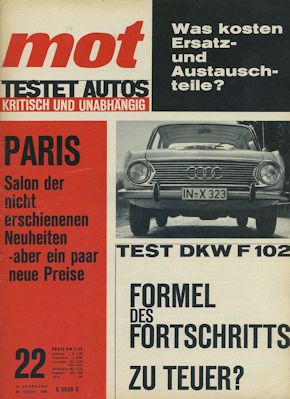 mot
TESTET AUTOS
KRITISCH UND UNABHÄNGIG
Was kosten
Ersatz-
und
Austausch-
teile?
PARIS
Salon der
nicht
erschienenen
Neuheiten
-aber ein paar
neue Preise
IN-X 323
TEST DKW F 102
FORMEL
DES
FORTSCHRITTS
ZU TEUER?
22
E 5939 D